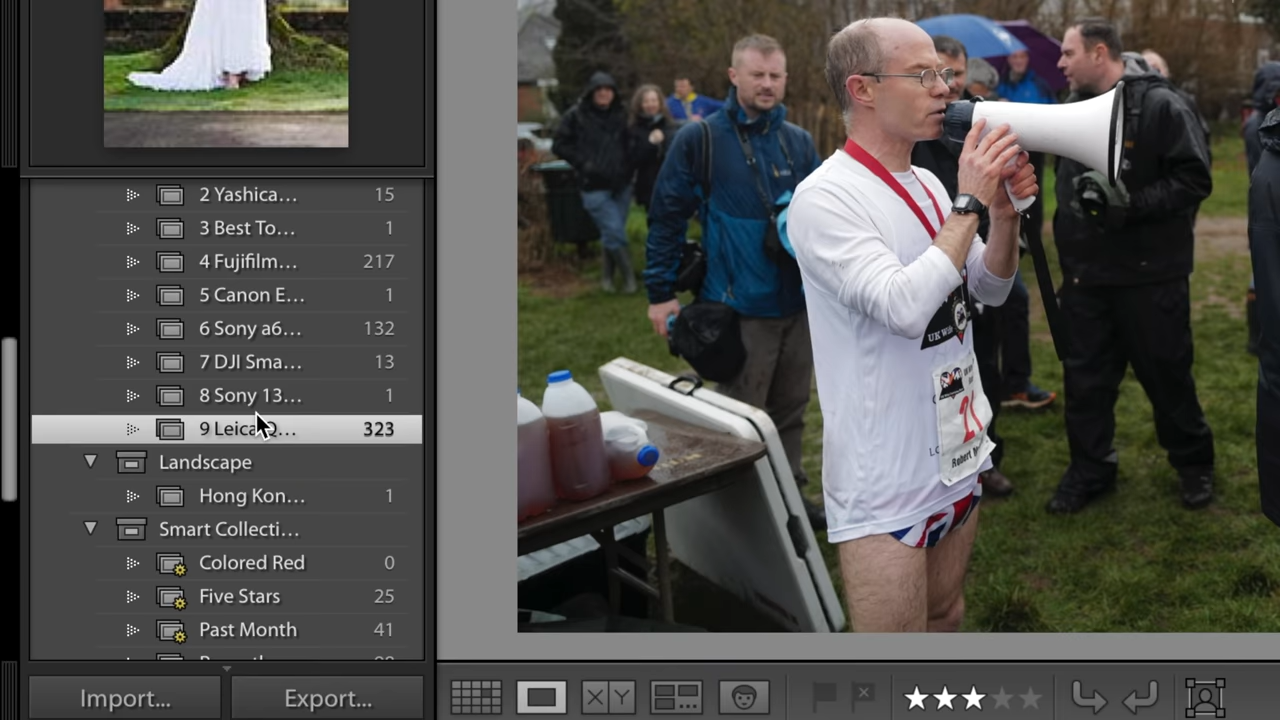 2 Yashica... 15
3 Best To... 1
4 Fujifilm... 217
5 Canon E... 1
6 Sony a6... 132
7 DJI Sma... 13
8 Sony 13... 1
9 Leica Q... 323
Landscape
Hong Kon... 1
Smart Collecti...
Colored Red 0
Five Stars 25
Past Month 41
Import...
Export...
X Y
UK Wi
21
Robert